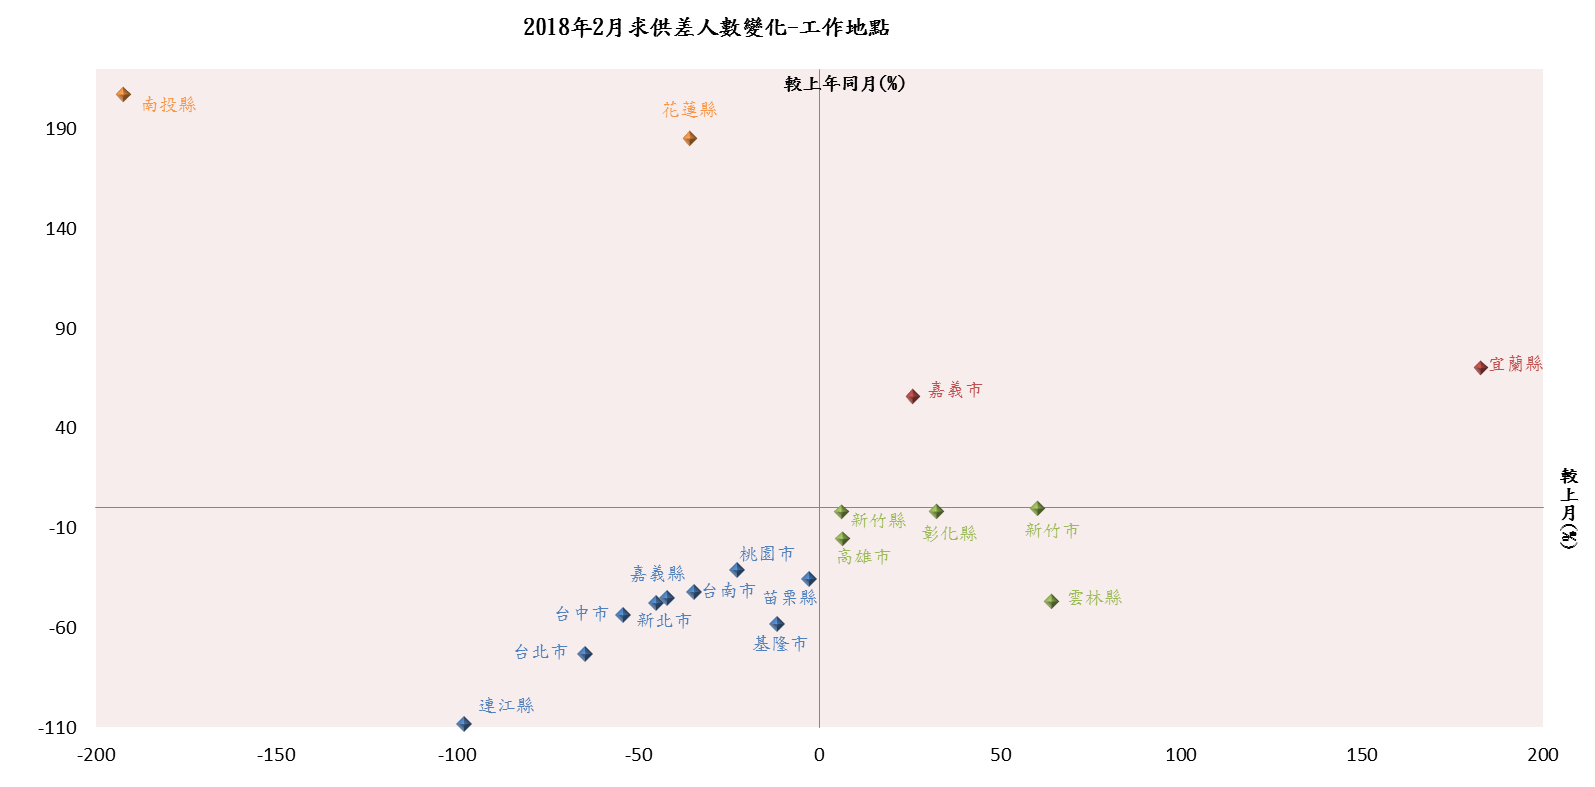 2018年2月求供差人數變化-工作地點
較上年同月(%)
南投縣
花蓮縣
190
140
90
宜蘭縣
嘉義市
40
較上月(%)
新竹縣
彰化縣
新竹市
-10
高雄市
桃園市
嘉義縣
台南市
苗栗縣
雲林縣
台中市
新北市
-60
基隆市
台北市
連江縣
-110
-200
-150
-100
-50
0
50
100
150
200